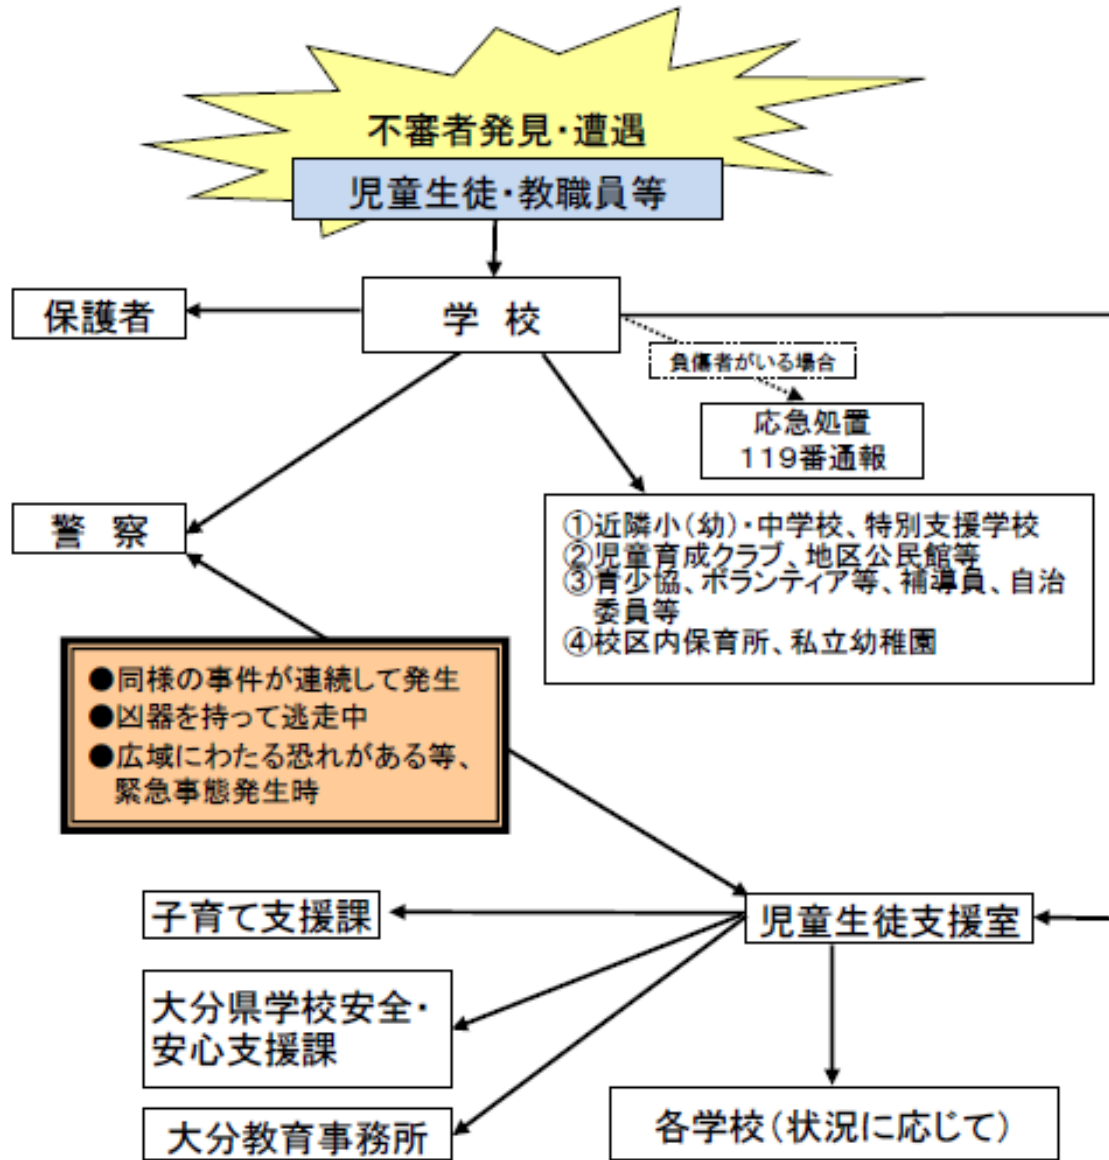 不審者発見・遭遇
児童生徒・教職員等
保護者
学 校
負傷者がいる場合
応急処置
119番通報
警 察
①近隣小(幼)・中学校、特別支援学校
②児童育成クラブ、地区公民館等
③青少協、ボランティア等、補導員、自治
委員等
④校区内保育所、私立幼稚園
●同様の事件が連続して発生
●凶器を持って逃走中
●広域にわたる恐れがある等、
緊急事態発生時
子育て支援課
児童生徒支援室
大分県学校安全・
安心支援課
大分教育事務所
各学校(状況に応じて)